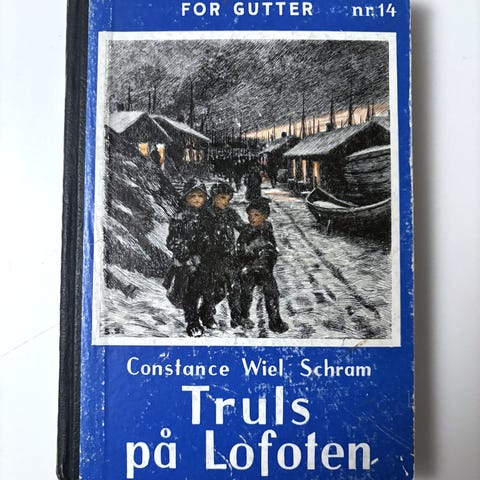 FOR GUTTER nr. 14
Constance Wiel Schram
Truls
på Lofoten